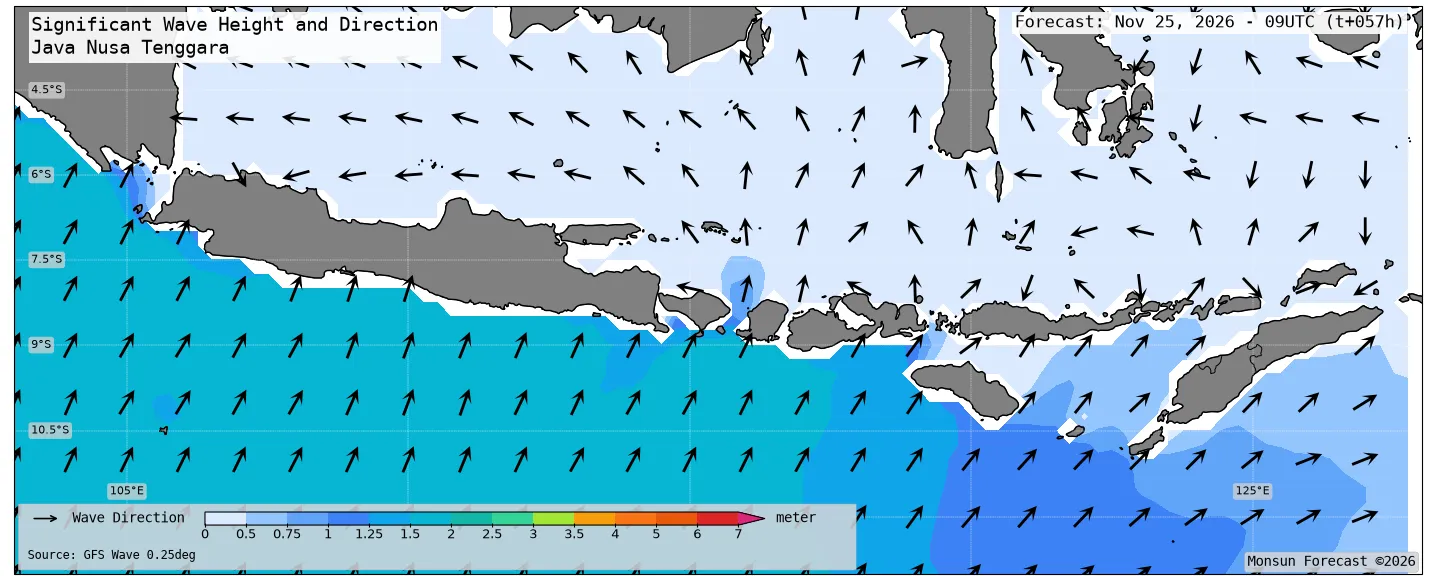 Significant Wave Height and Direction
Java Nusa Tenggara
Forecast: Nov 25, 2026 - 09UTC (t+057h)
4.5°S
6°S
7.5°S
9°S
10.5°S
105°E
125°E
Wave Direction
0 0.5 0.75 1 1.25 1.5 2 2.5 3 3.5 4 5 6 7
meter
Source: GFS Wave 0.25deg
Monsun Forecast ©2026